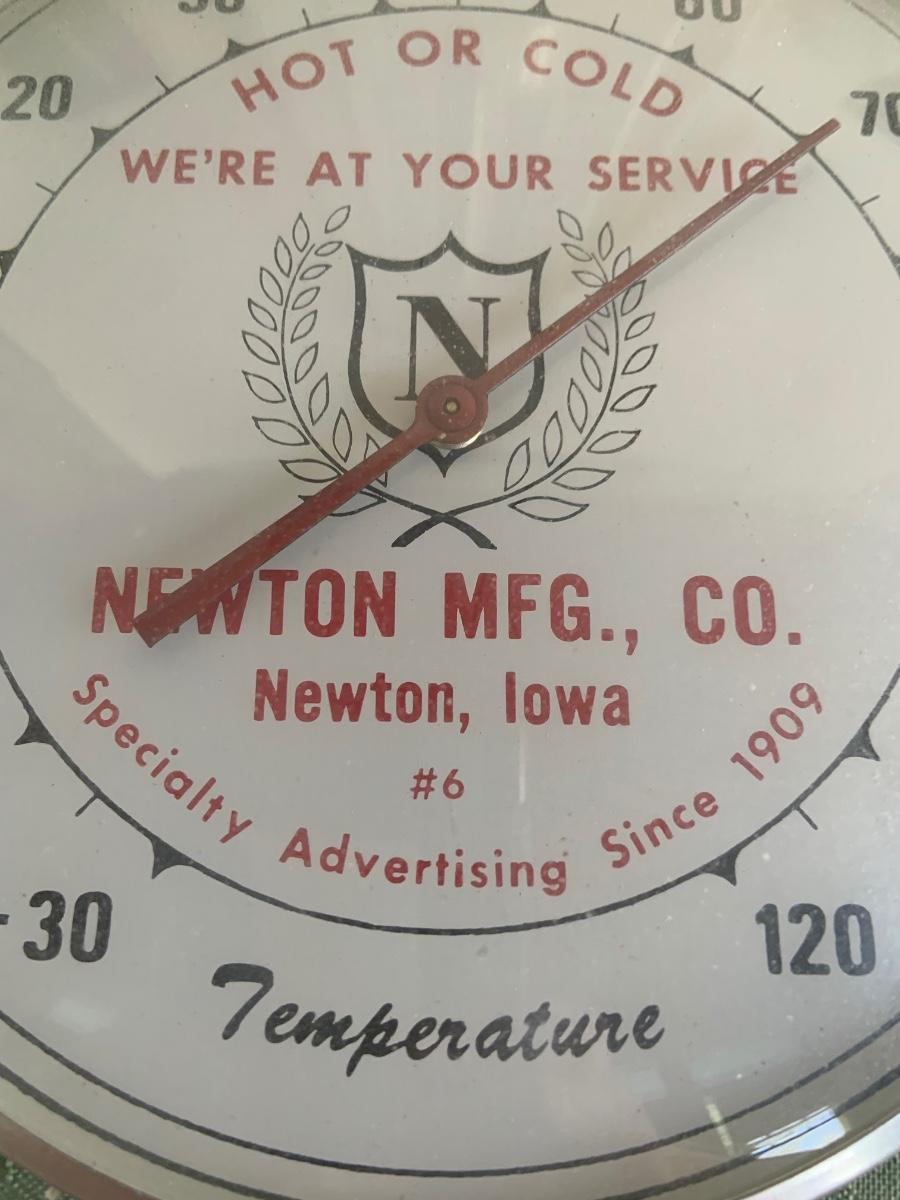 20
60
70
HOT OR COLD
WE'RE AT YOUR SERVICE
N
NEWTON MFG., CO.
Newton, Iowa
#6
Specialty Advertising Since 1909
-30
120
Temperature